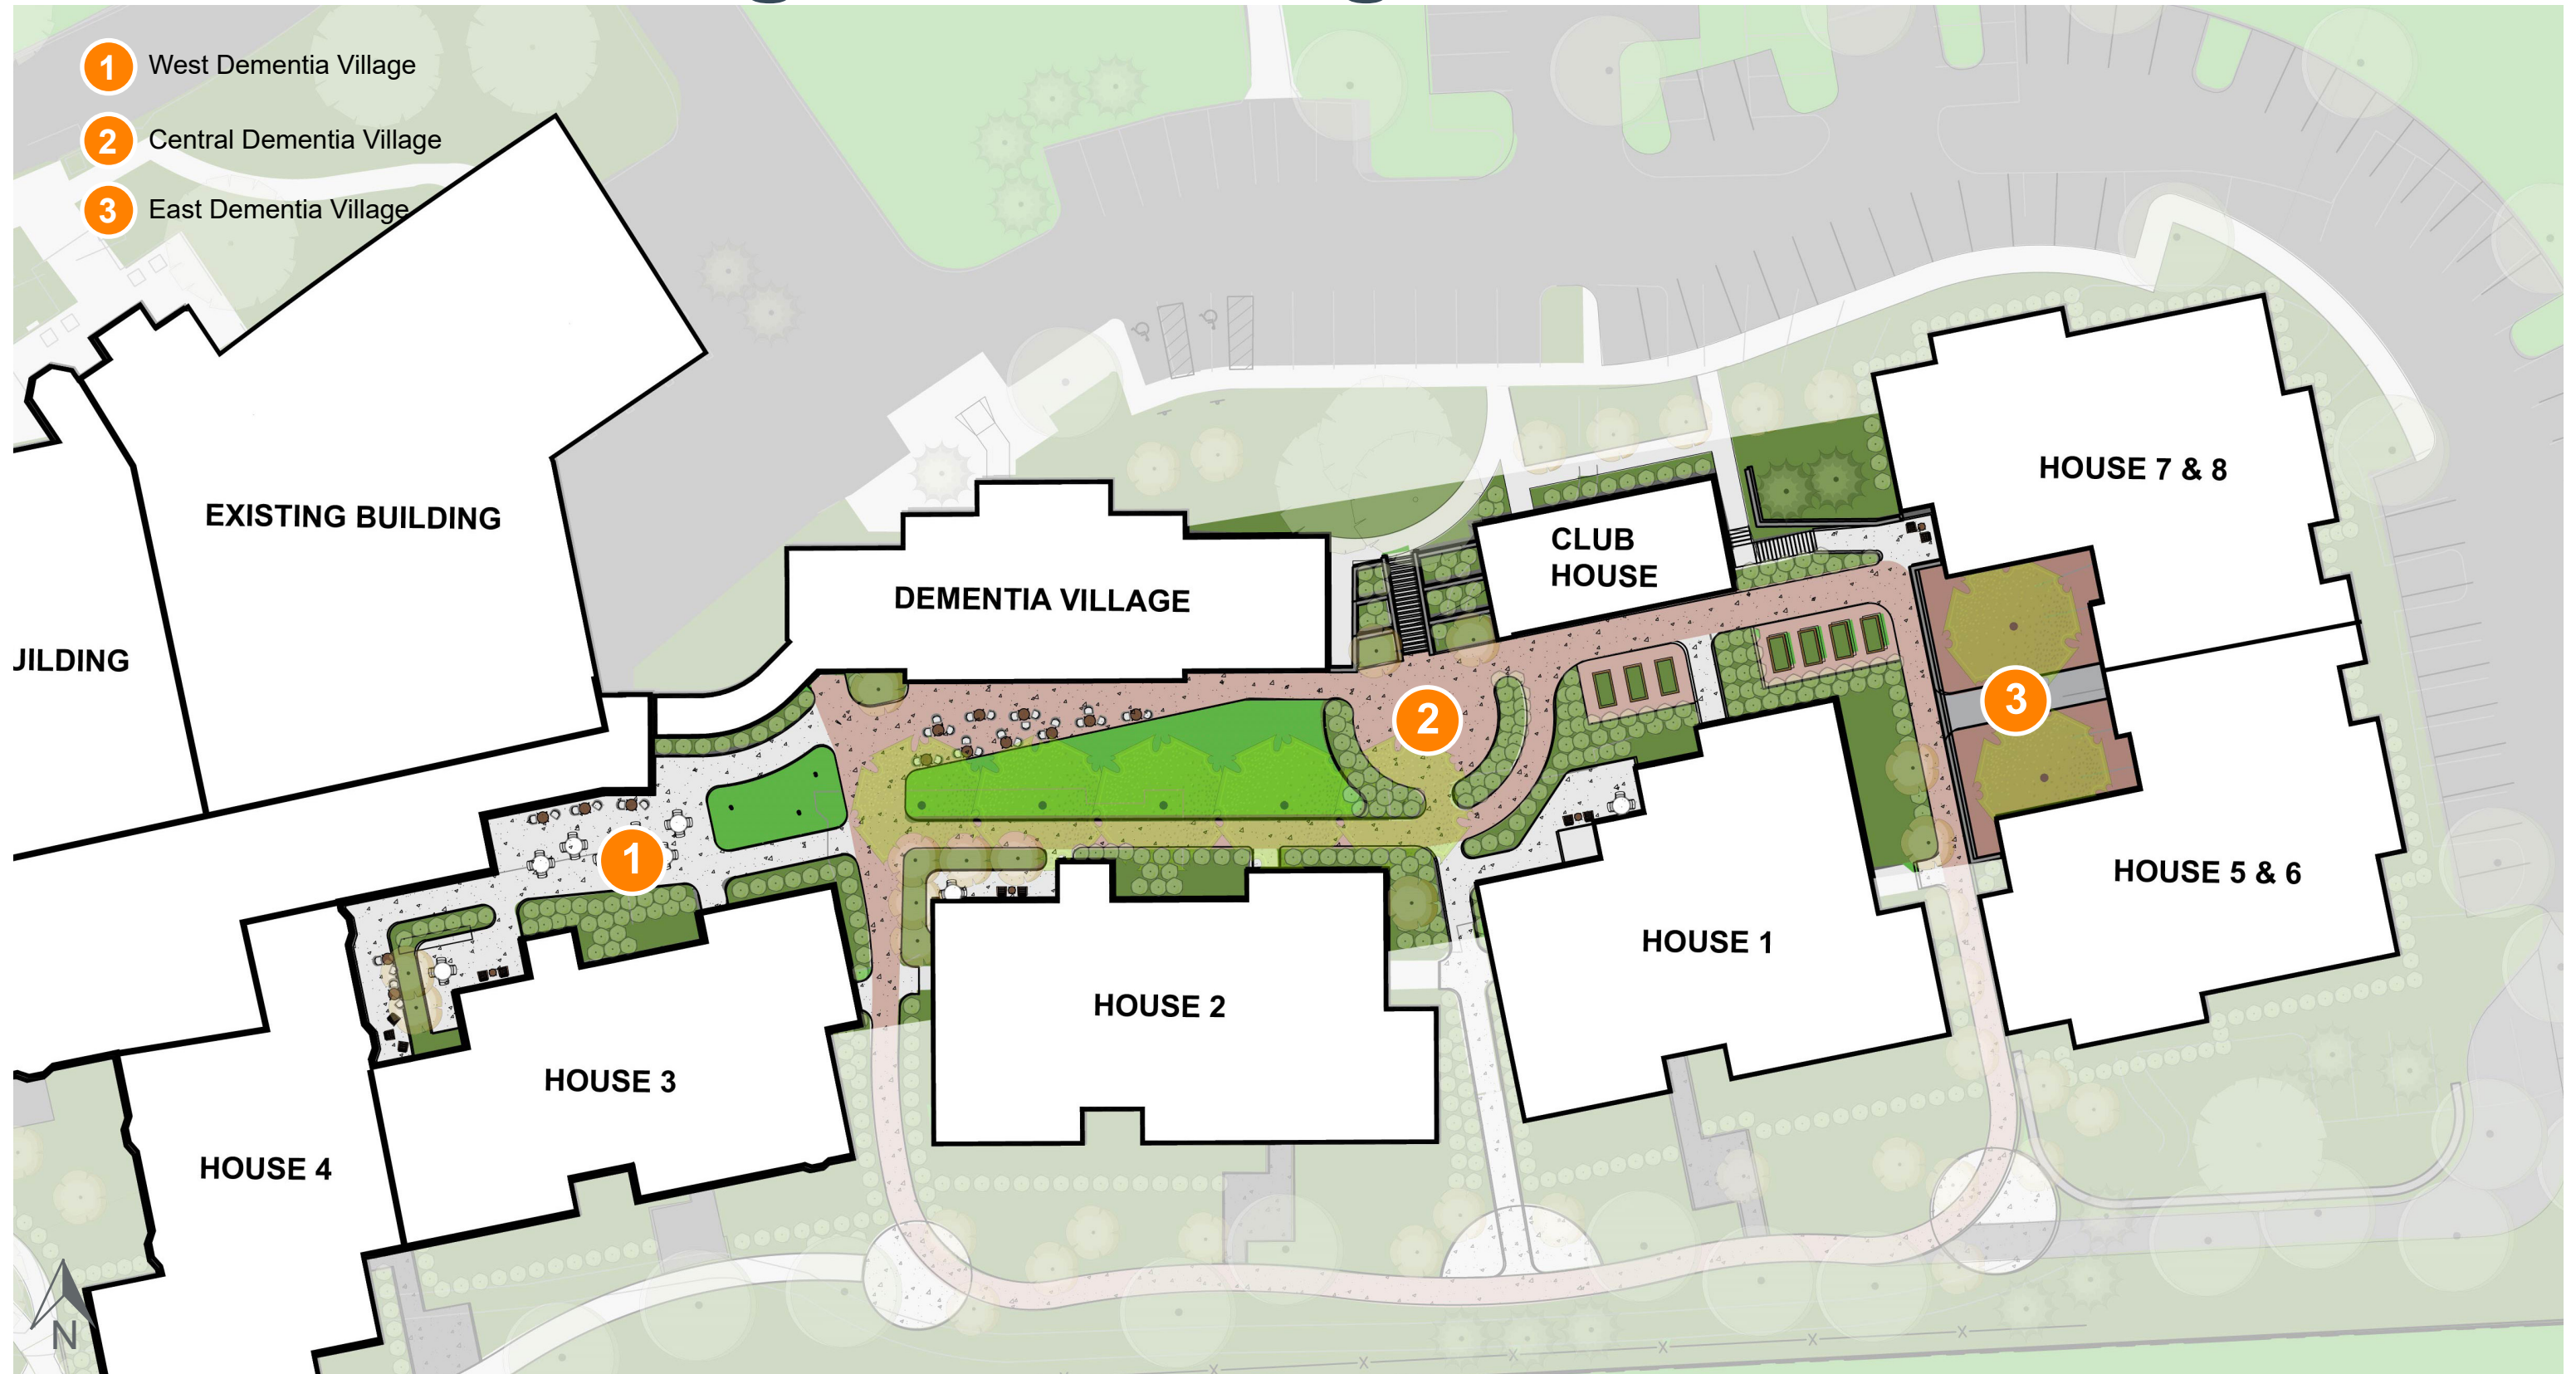 1 West Dementia Village
2 Central Dementia Village
3 East Dementia Village
EXISTING BUILDING
HOUSE 7 & 8
CLUB
HOUSE
DEMENTIA VILLAGE
UILDING
3
2
1
HOUSE 5 & 6
HOUSE 1
HOUSE 2
HOUSE 3
HOUSE 4
N